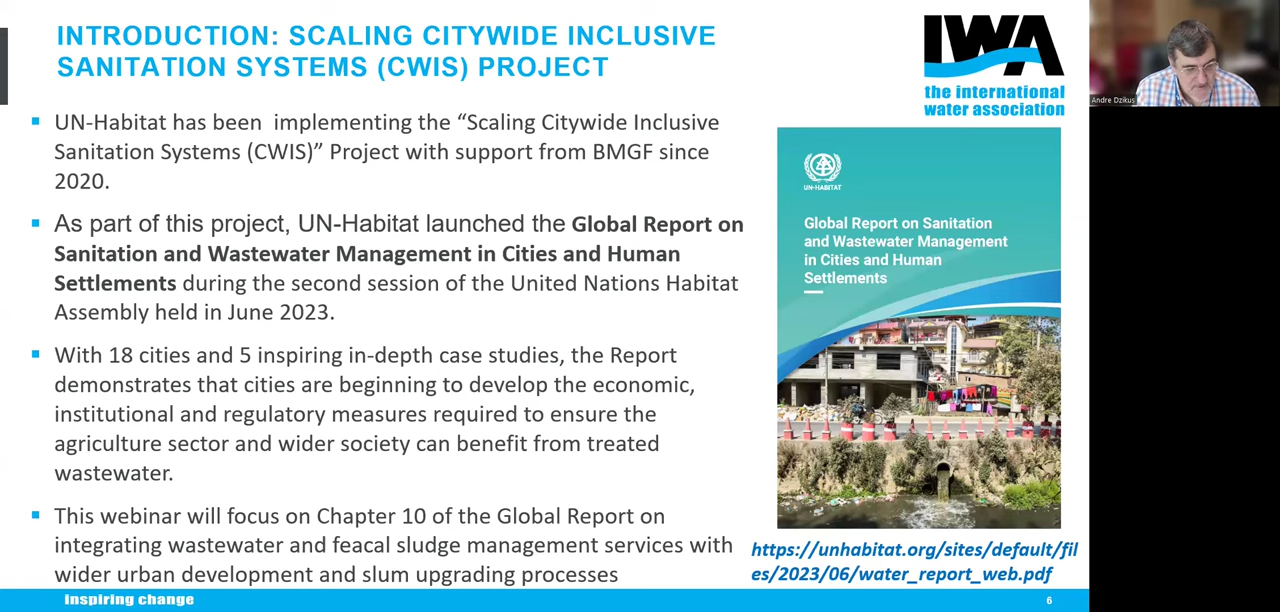 INTRODUCTION: SCALING CITYWIDE INCLUSIVE
SANITATION SYSTEMS (CWIS) PROJECT
IWA
the international
water association
Andre Dzikus
UN-Habitat has been implementing the “Scaling Citywide Inclusive
Sanitation Systems (CWIS)” Project with support from BMGF since
2020.
As part of this project, UN-Habitat launched the Global Report on
Sanitation and Wastewater Management in Cities and Human
Settlements during the second session of the United Nations Habitat
Assembly held in June 2023.
With 18 cities and 5 inspiring in-depth case studies, the Report
demonstrates that cities are beginning to develop the economic,
institutional and regulatory measures required to ensure the
agriculture sector and wider society can benefit from treated
wastewater.
This webinar will focus on Chapter 10 of the Global Report on
integrating wastewater and feacal sludge management services with
wider urban development and slum upgrading processes
UN-HABITAT
Global Report on Sanitation
and Wastewater Management
in Cities and Human
Settlements
https://unhabitat.org/sites/default/fil
es/2023/06/water_report_web.pdf
inspiring change
6